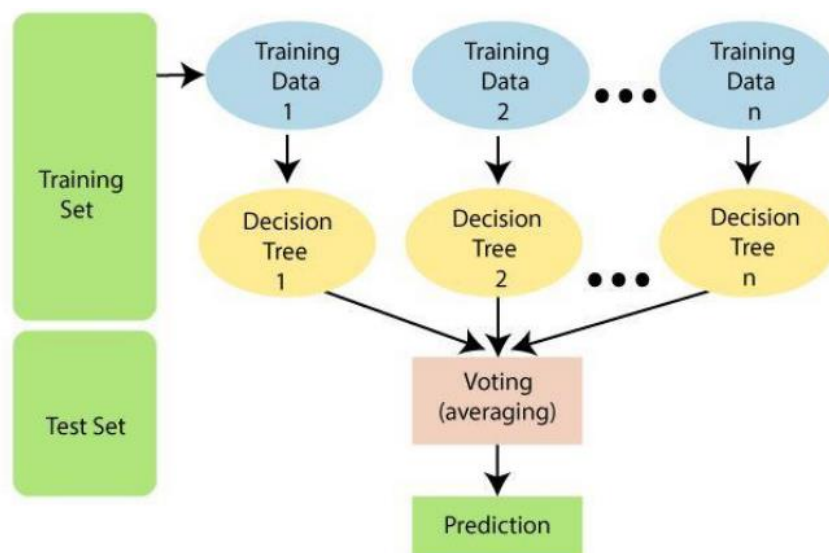 Training
Set
Test Set
Training
Data
1
Training
Data
2
Training
Data
n
Decision
Tree
1
Decision
Tree
2
Decision
Tree
n
Voting
(averaging)
Prediction